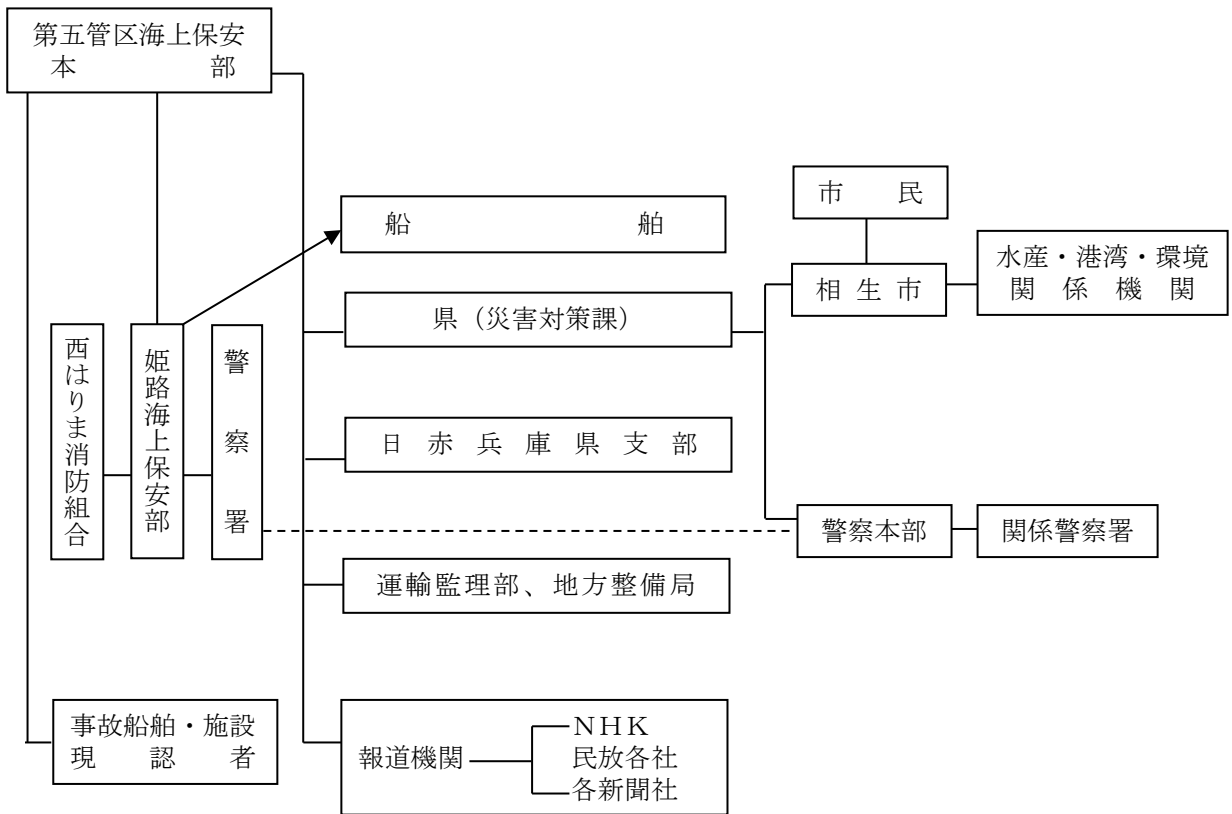 第五管区海上保安
本部
船舶
市民
相生市
水産・港湾・環境
関係機関
県（災害対策課）
西はりま消防組合
姫路海上保安部
警察署
日赤兵庫県支部
警察本部
関係警察署
運輸監理部、地方整備局
事故船舶・施設
現認者
報道機関
ＮＨＫ
民放各社
各新聞社